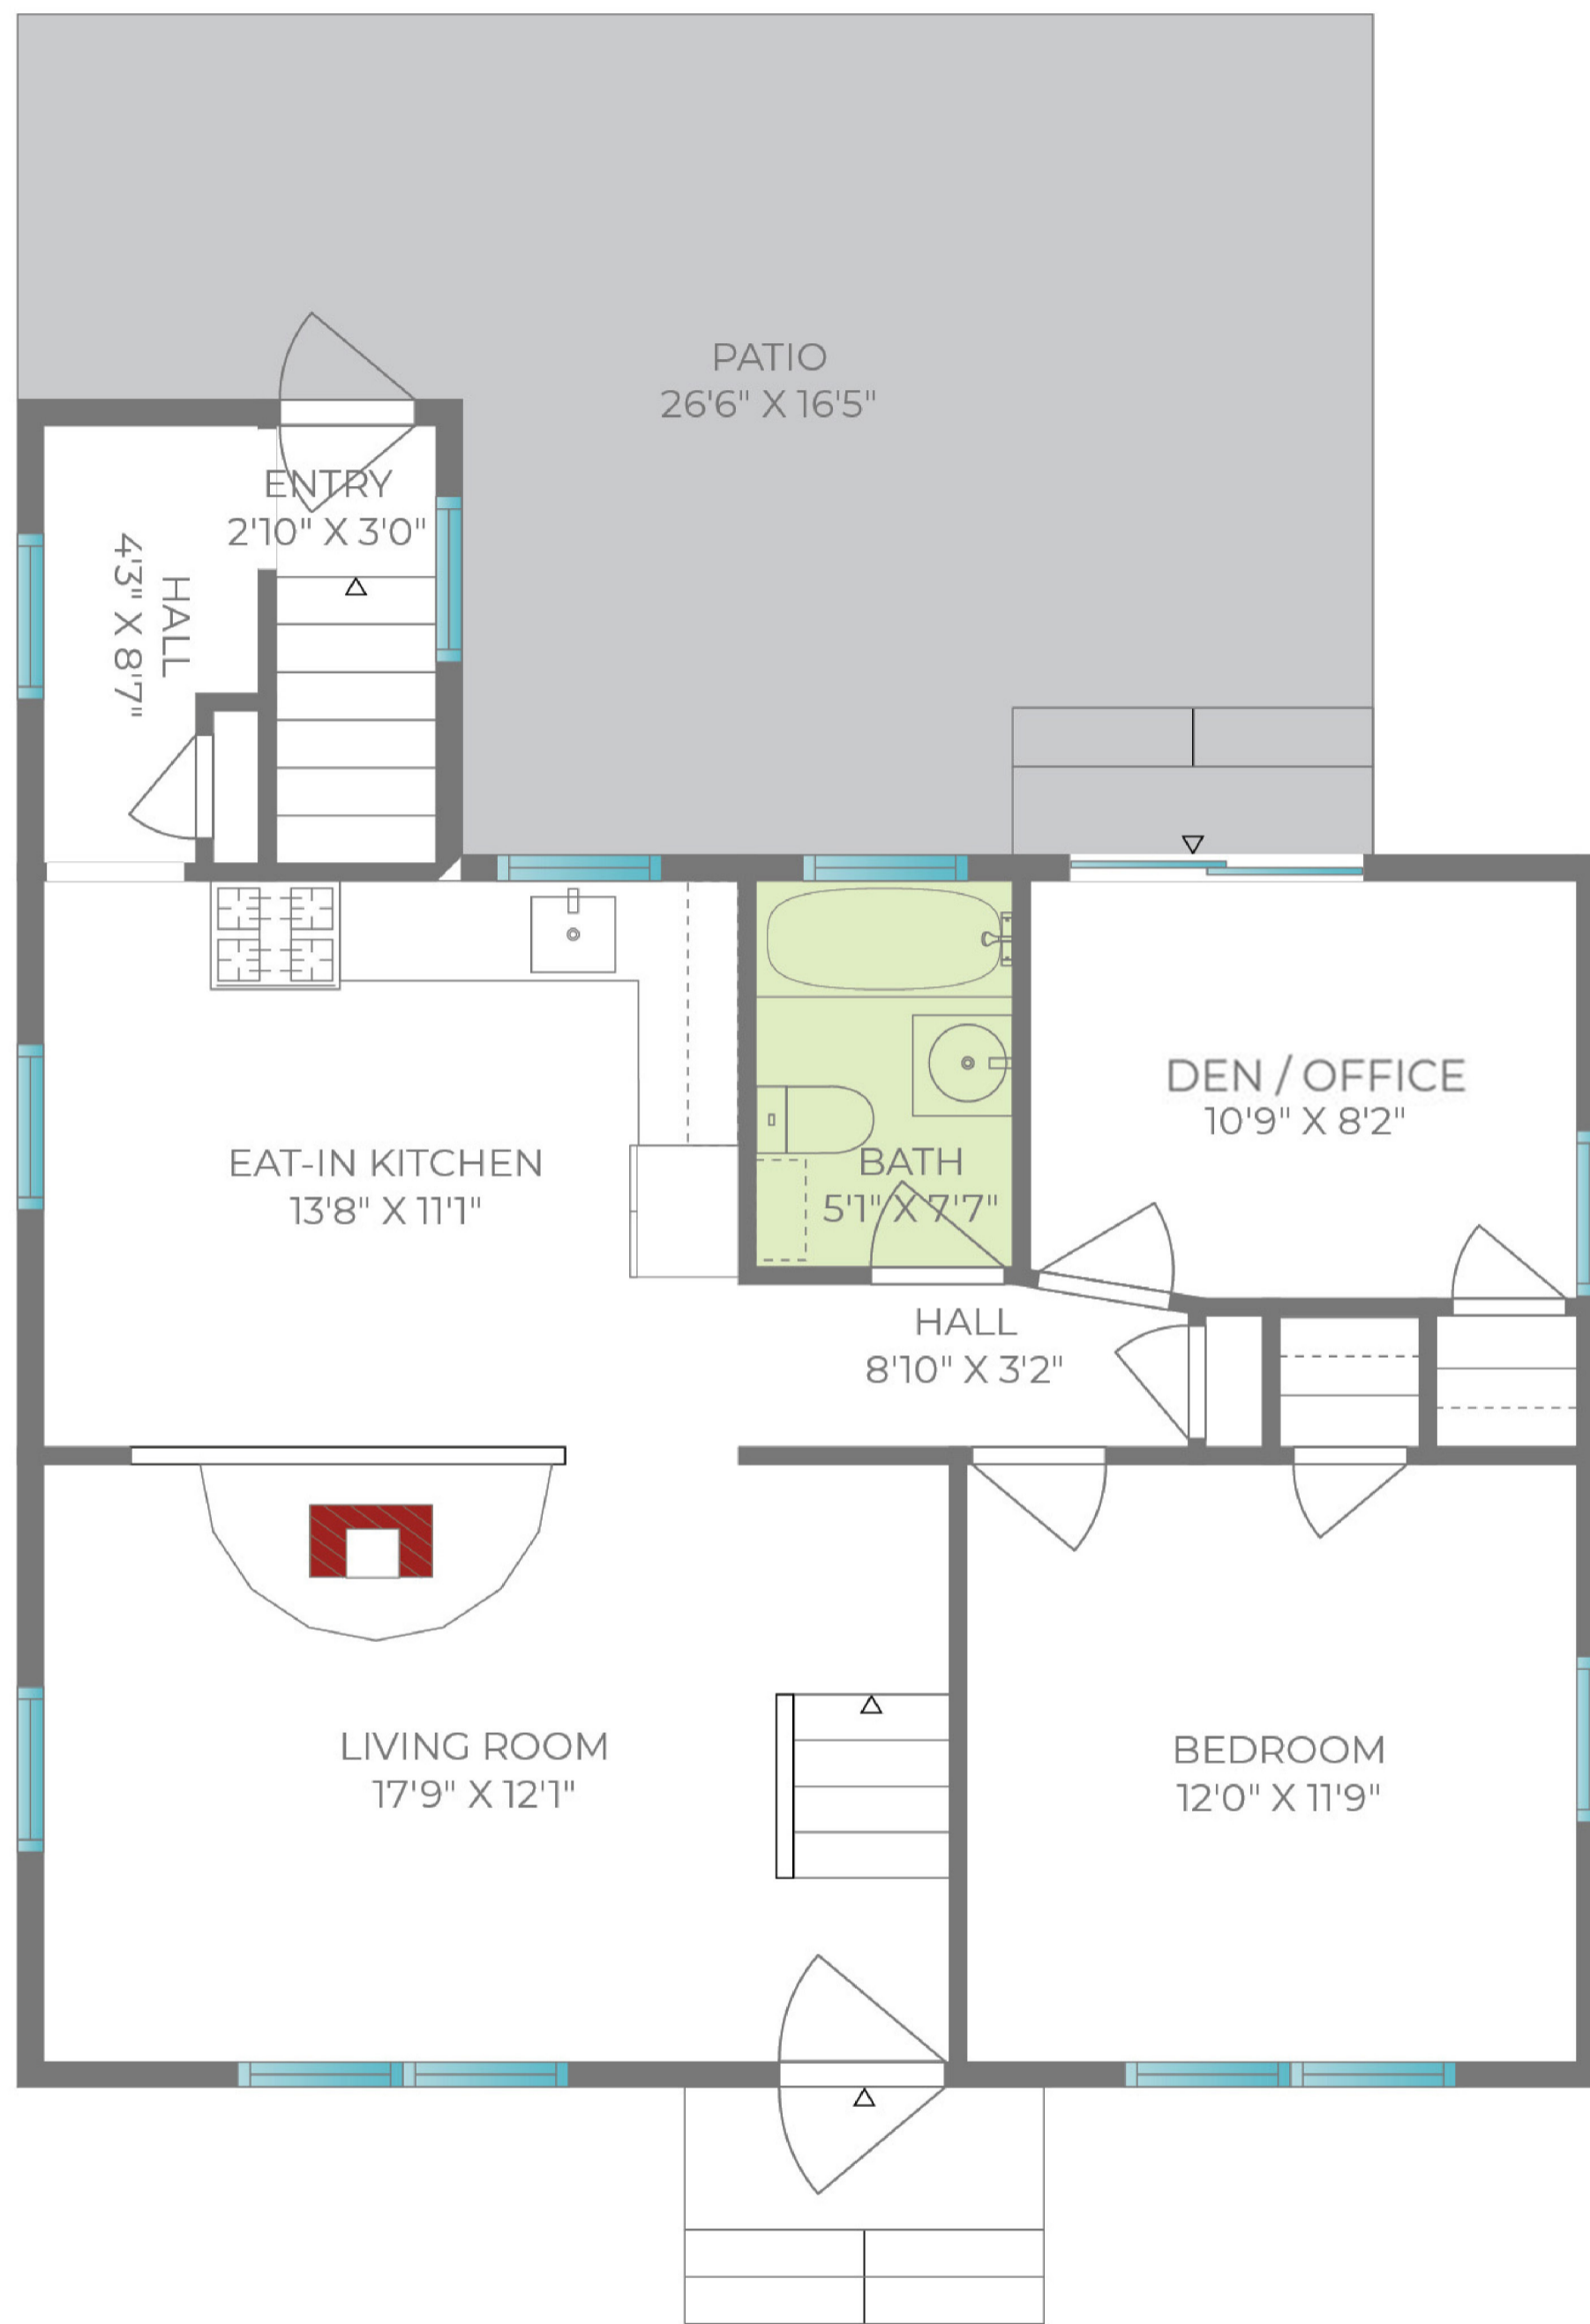 PATIO
26'6" X 16'5"
ENTRY
2'10" X 3'0"
HALL
4'3" X 8'7"
DEN / OFFICE
10'9" X 8'2"
EAT-IN KITCHEN
13'8" X 11'1"
BATH
5'1" X 7'7"
HALL
8'10" X 3'2"
LIVING ROOM
17'9" X 12'1"
BEDROOM
12'0" X 11'9"